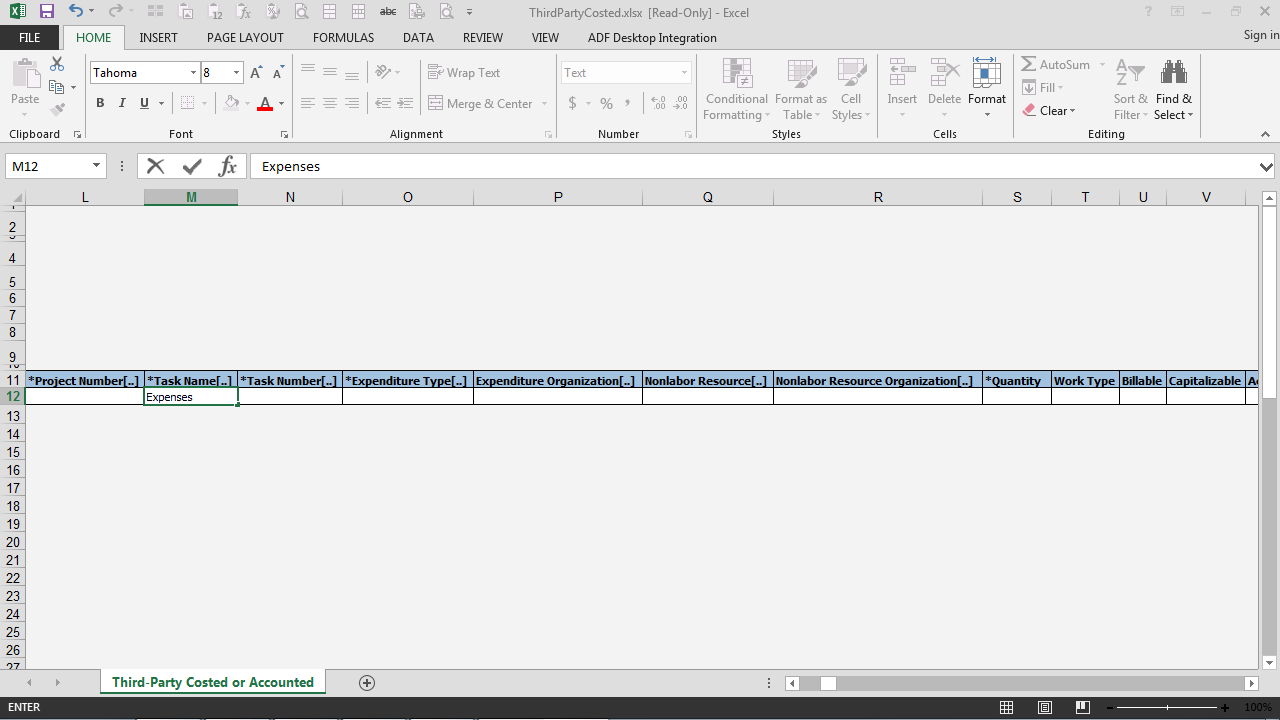 ThirdPartyCosted.xlsx [Read-Only] - Excel
FILE HOME INSERT PAGE LAYOUT FORMULAS DATA REVIEW VIEW ADF Desktop Integration Sign in
Tahoma 8 Wrap Text Text AutoSum
Paste Conditional Format as Cell Insert Delete Format Fill Sort & Find &
B I U Merge & Center $ % , Formatting Table Styles Clear Filter Select
Clipboard Font Alignment Number Styles Cells Editing
M12 fx Expenses
L M N O P Q R S T U V
2
4
5
6
7
8
9
11 *Project Number[..] *Task Name[..] *Task Number[..] *Expenditure Type[..] Expenditure Organization[..] Nonlabor Resource[..] Nonlabor Resource Organization[..] *Quantity Work Type Billable Capitalizable
12 Expenses
13
14
15
16
17
18
19
20
21
22
23
24
25
26
27
Third-Party Costed or Accounted
ENTER 100%